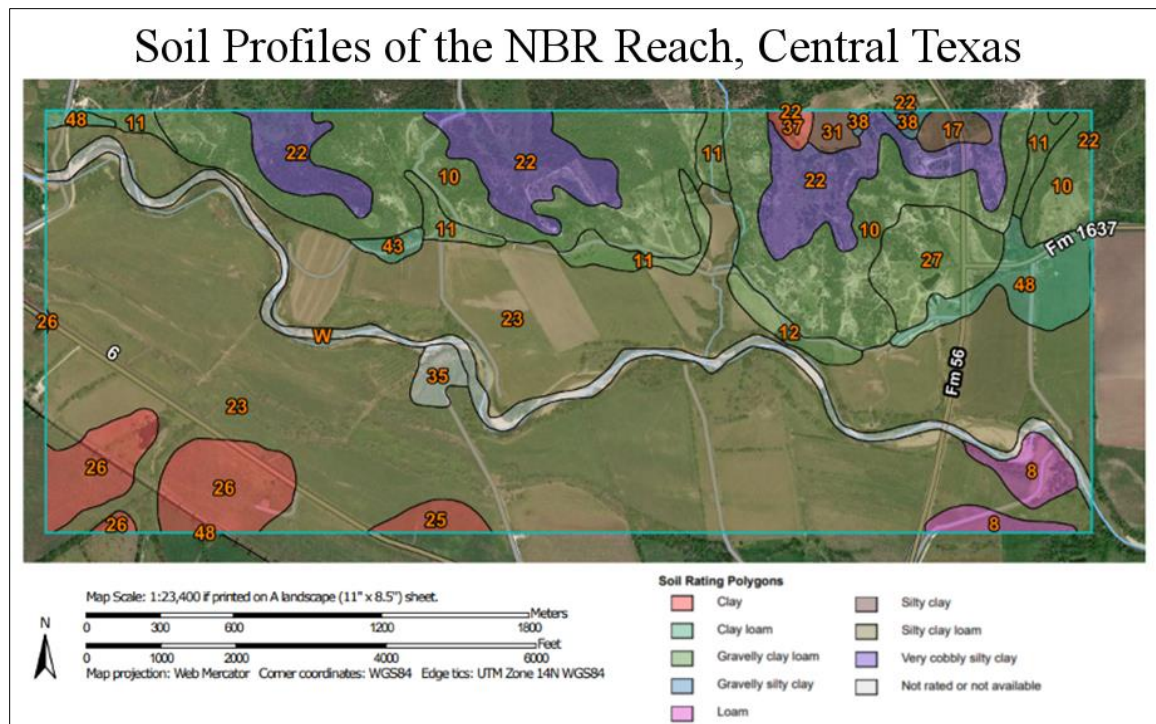 Soil Profiles of the NBR Reach, Central Texas
22
22
48
11
37
31
38
38
17
11
22
22
22
11
10
22
10
11
10
43
11
27
Fm 1637
48
26
23
12
W
6
35
Fm 56
23
26
26
8
26
48
25
8
Map Scale: 1:23,400 if printed on A landscape (11" x 8.5") sheet.
N
Meters
0 300 600 1200 1800
Feet
0 1000 2000 4000 6000
Map projection: Web Mercator Corner coordinates: WGS84 Edge tics: UTM Zone 14N WGS84
Soil Rating Polygons
Clay
Clay loam
Gravelly clay loam
Gravelly silty clay
Loam
Silty clay
Silty clay loam
Very cobbly silty clay
Not rated or not available